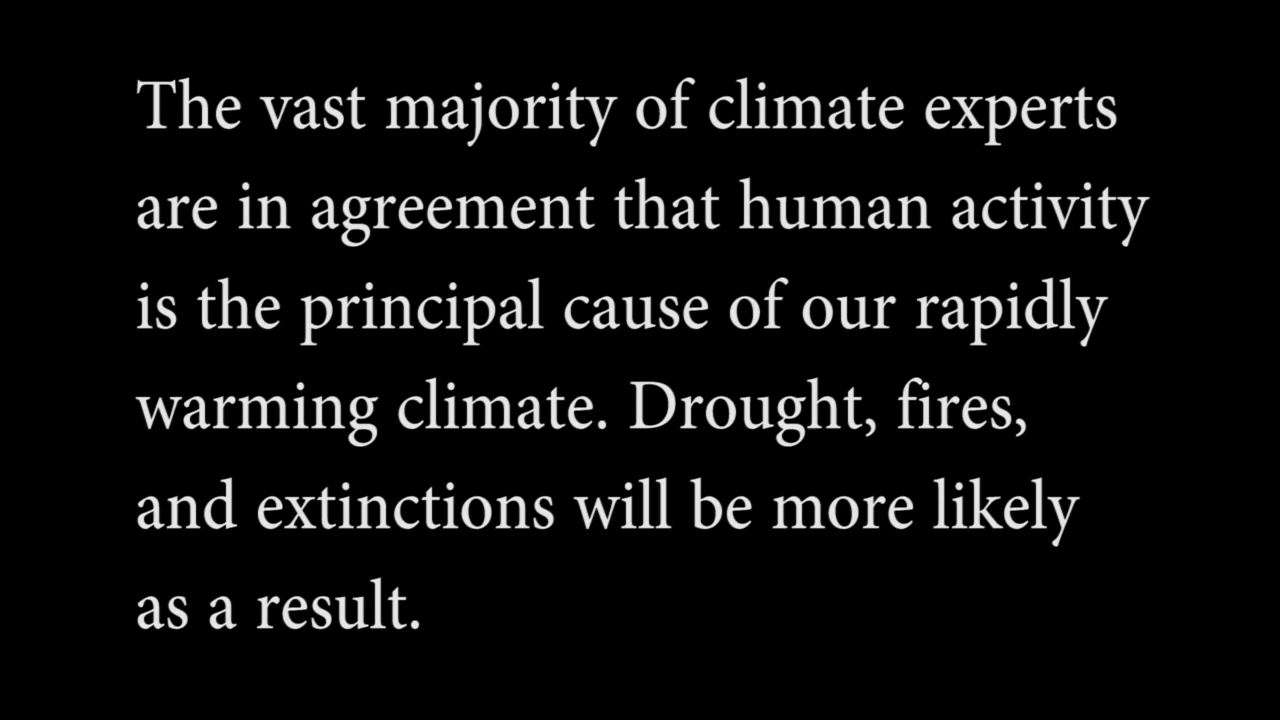 The vast majority of climate experts
are in agreement that human activity
is the principal cause of our rapidly
warming climate. Drought, fires,
and extinctions will be more likely
as a result.